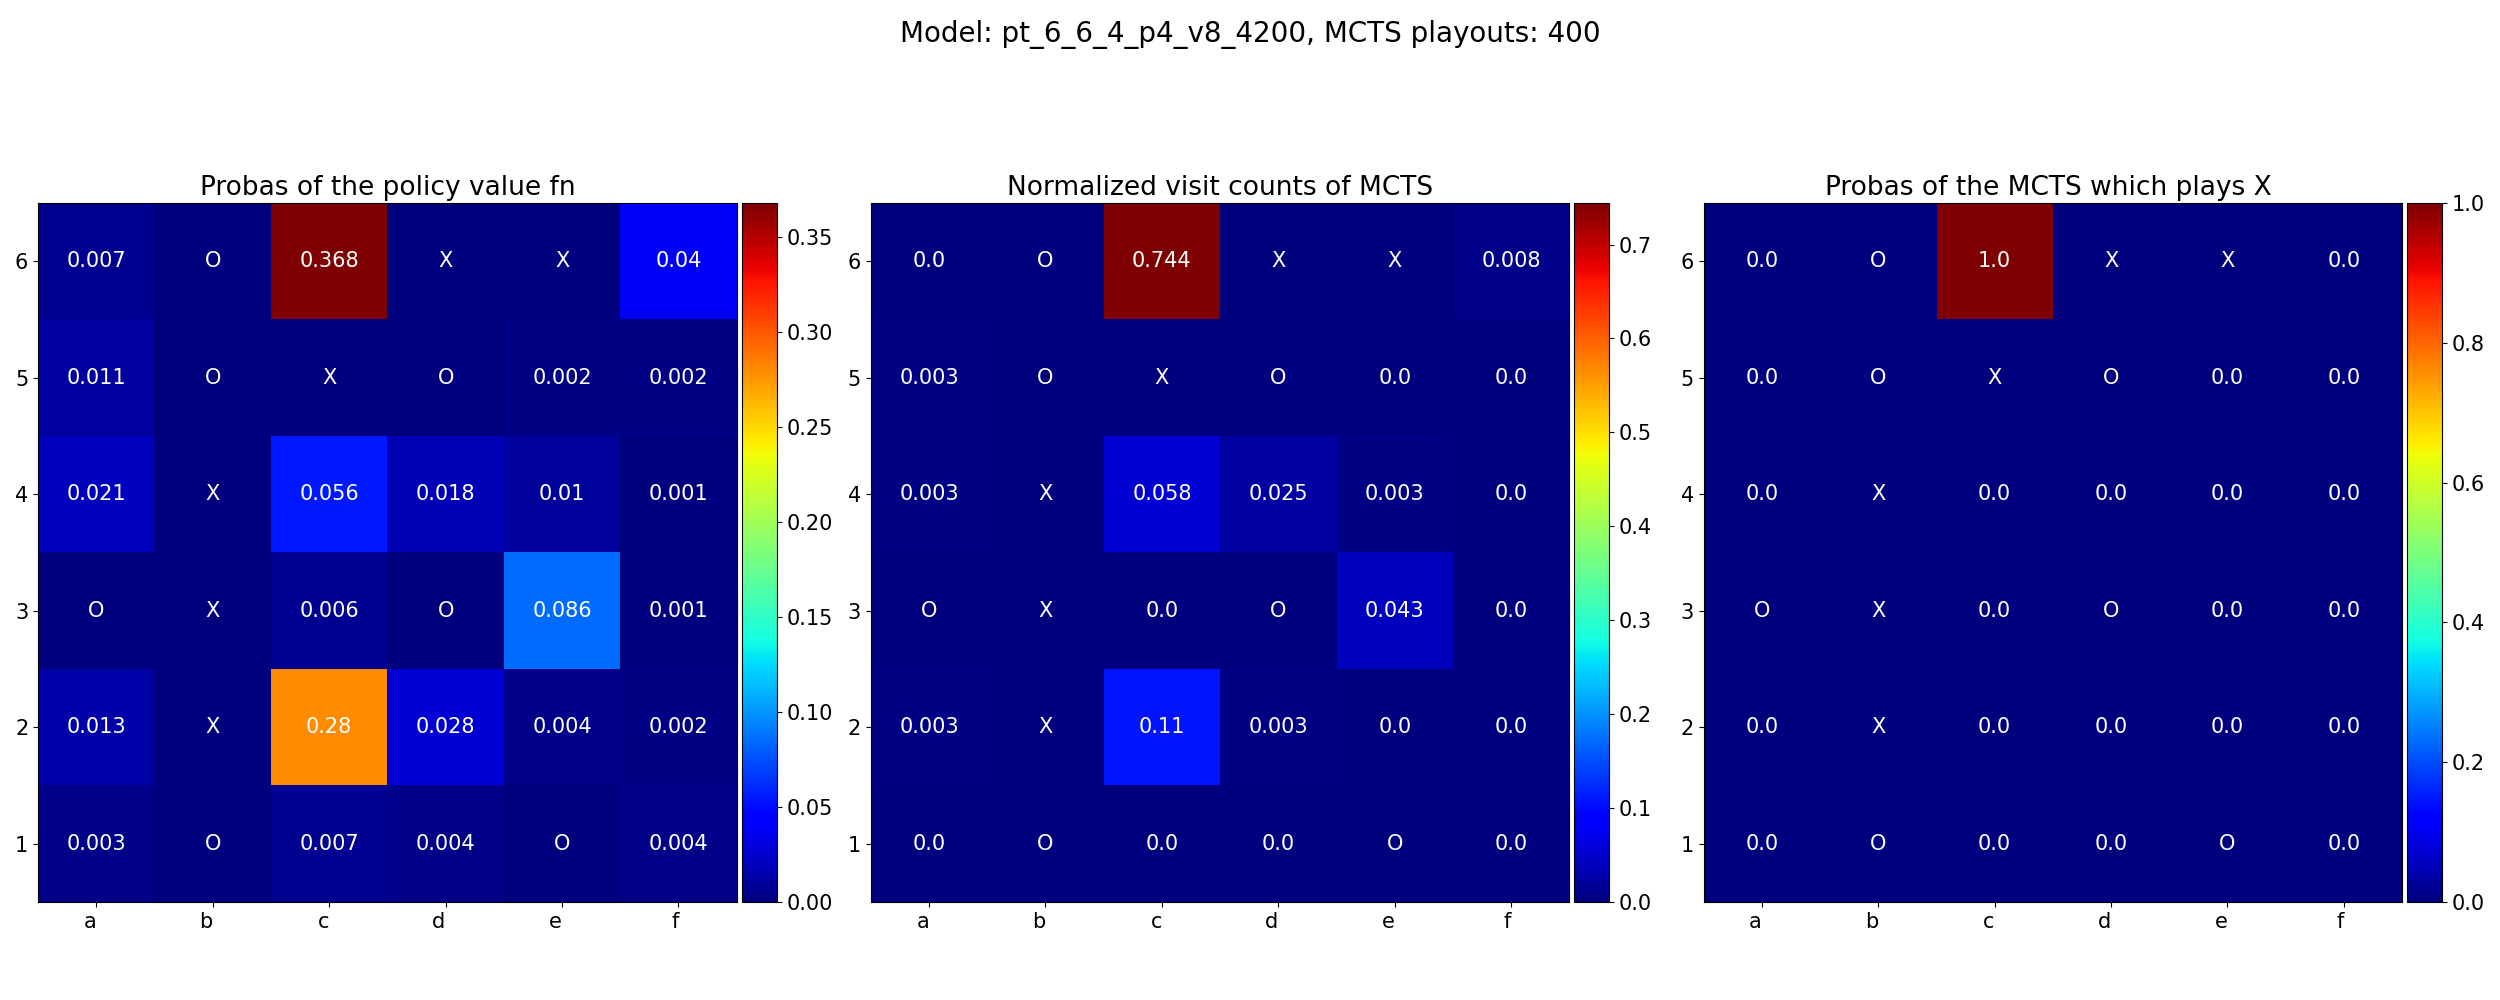 Model: pt_6_6_4_p4_v8_4200, MCTS playouts: 400
Probas of the policy value fn
6 0.007 O 0.368 X X 0.04
5 0.011 O X O 0.002 0.002
4 0.021 X 0.056 0.018 0.01 0.001
3 O X 0.006 O 0.086 0.001
2 0.013 X 0.28 0.028 0.004 0.002
1 0.003 O 0.007 0.004 O 0.004
a b c d e f
0.35
0.30
0.25
0.20
0.15
0.10
0.05
0.00
Normalized visit counts of MCTS
6 0.0 O 0.744 X X 0.008
5 0.003 O X O 0.0 0.0
4 0.003 X 0.058 0.025 0.003 0.0
3 O X 0.0 O 0.043 0.0
2 0.003 X 0.11 0.003 0.0 0.0
1 0.0 O 0.0 0.0 O 0.0
a b c d e f
0.7
0.6
0.5
0.4
0.3
0.2
0.1
0.0
Probas of the MCTS which plays X
6 0.0 O 1.0 X X 0.0
5 0.0 O X O 0.0 0.0
4 0.0 X 0.0 0.0 0.0 0.0
3 O X 0.0 O 0.0 0.0
2 0.0 X 0.0 0.0 0.0 0.0
1 0.0 O 0.0 0.0 O 0.0
a b c d e f
1.0
0.8
0.6
0.4
0.2
0.0